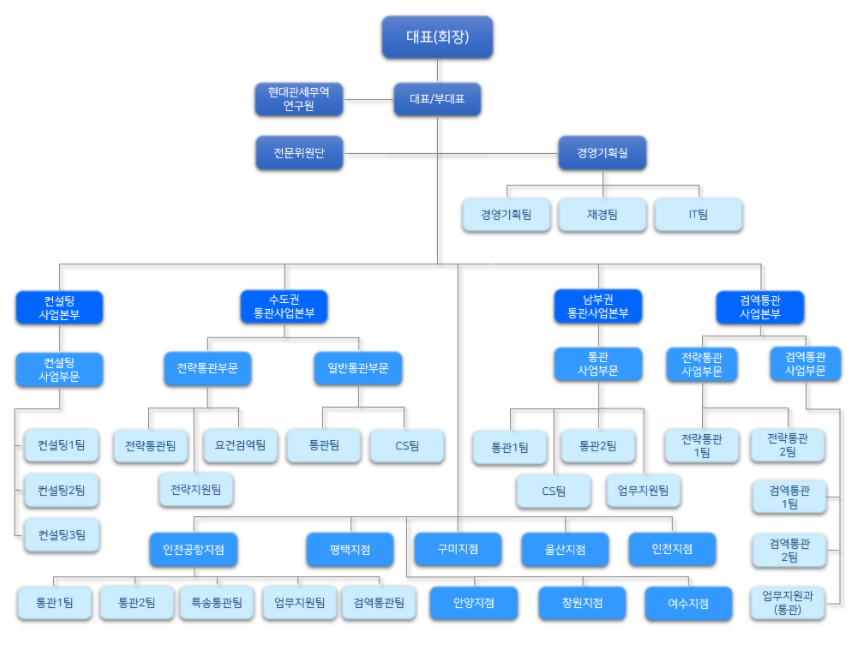 대표(회장)
현대관세무역
연구원
대표/부대표
전문위원단
경영기획실
경영기획팀
재경팀
IT팀
컨설팅
사업본부
수도권
통관사업본부
남부권
통관사업본부
검역통관
사업본부
컨설팅
사업부문
전략통관부문
일반통관부문
통관
사업부문
전략통관
사업부문
검역통관
사업부문
컨설팅1팀
전략통관팀
요건검역팀
통관팀
CS팀
통관1팀
통관2팀
전략통관
1팀
전략통관
2팀
컨설팅2팀
전략지원팀
CS팀
업무지원팀
검역통관
1팀
컨설팅3팀
인천공항지점
평택지점
구미지점
울산지점
인천지점
검역통관
2팀
통관1팀
통관2팀
특송통관팀
업무지원팀
검역통관팀
안양지점
창원지점
여수지점
업무지원과
(통관)